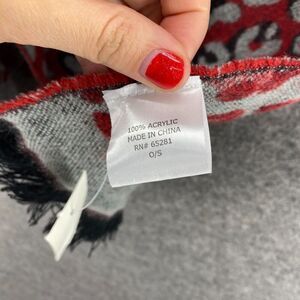 100% ACRYLIC
MADE IN CHINA
RN# 65281
O/S